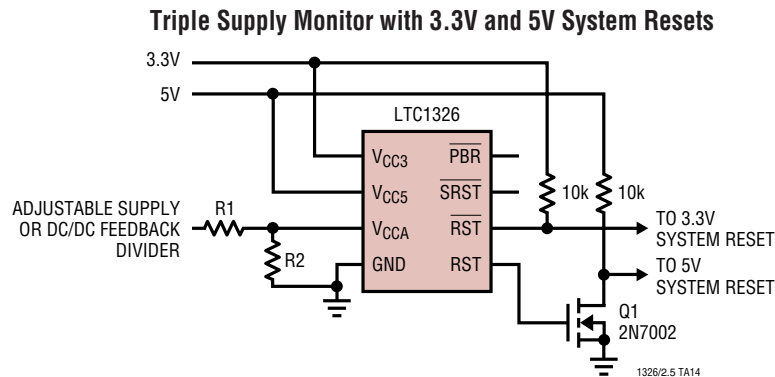 Triple Supply Monitor with 3.3V and 5V System Resets
3.3V
5V
LTC1326
VCC3
PBR
VCC5
SRST
10k
10k
ADJUSTABLE SUPPLY
OR DC/DC FEEDBACK
DIVIDER
R1
VCCA
RST
TO 3.3V
SYSTEM RESET
R2
GND
RST
TO 5V
SYSTEM RESET
Q1
2N7002
1326/2.5 TA14